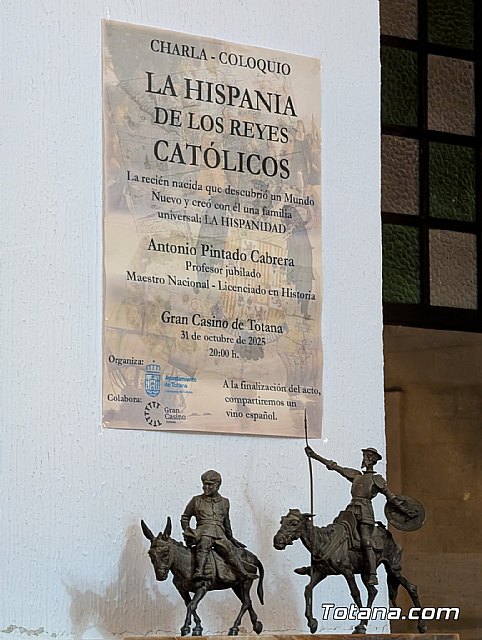 CHARLA - COLOQUIO
LA HISPANIA
DE LOS REYES
CATÓLICOS
La recién nacida que descubrió un Mundo
Nuevo y creó con él una familia
universal: LA HISPANIDAD
Antonio Pintado Cabrera
Profesor jubilado
Maestro Nacional - Licenciado en Historia
Gran Casino de Totana
31 de octubre de 2025
20:00 h.
Organiza:
Ayuntamiento
de Totana
Colabora:
Gran
Casino
A la finalización del acto,
compartiremos un
vino español.
Totana.com